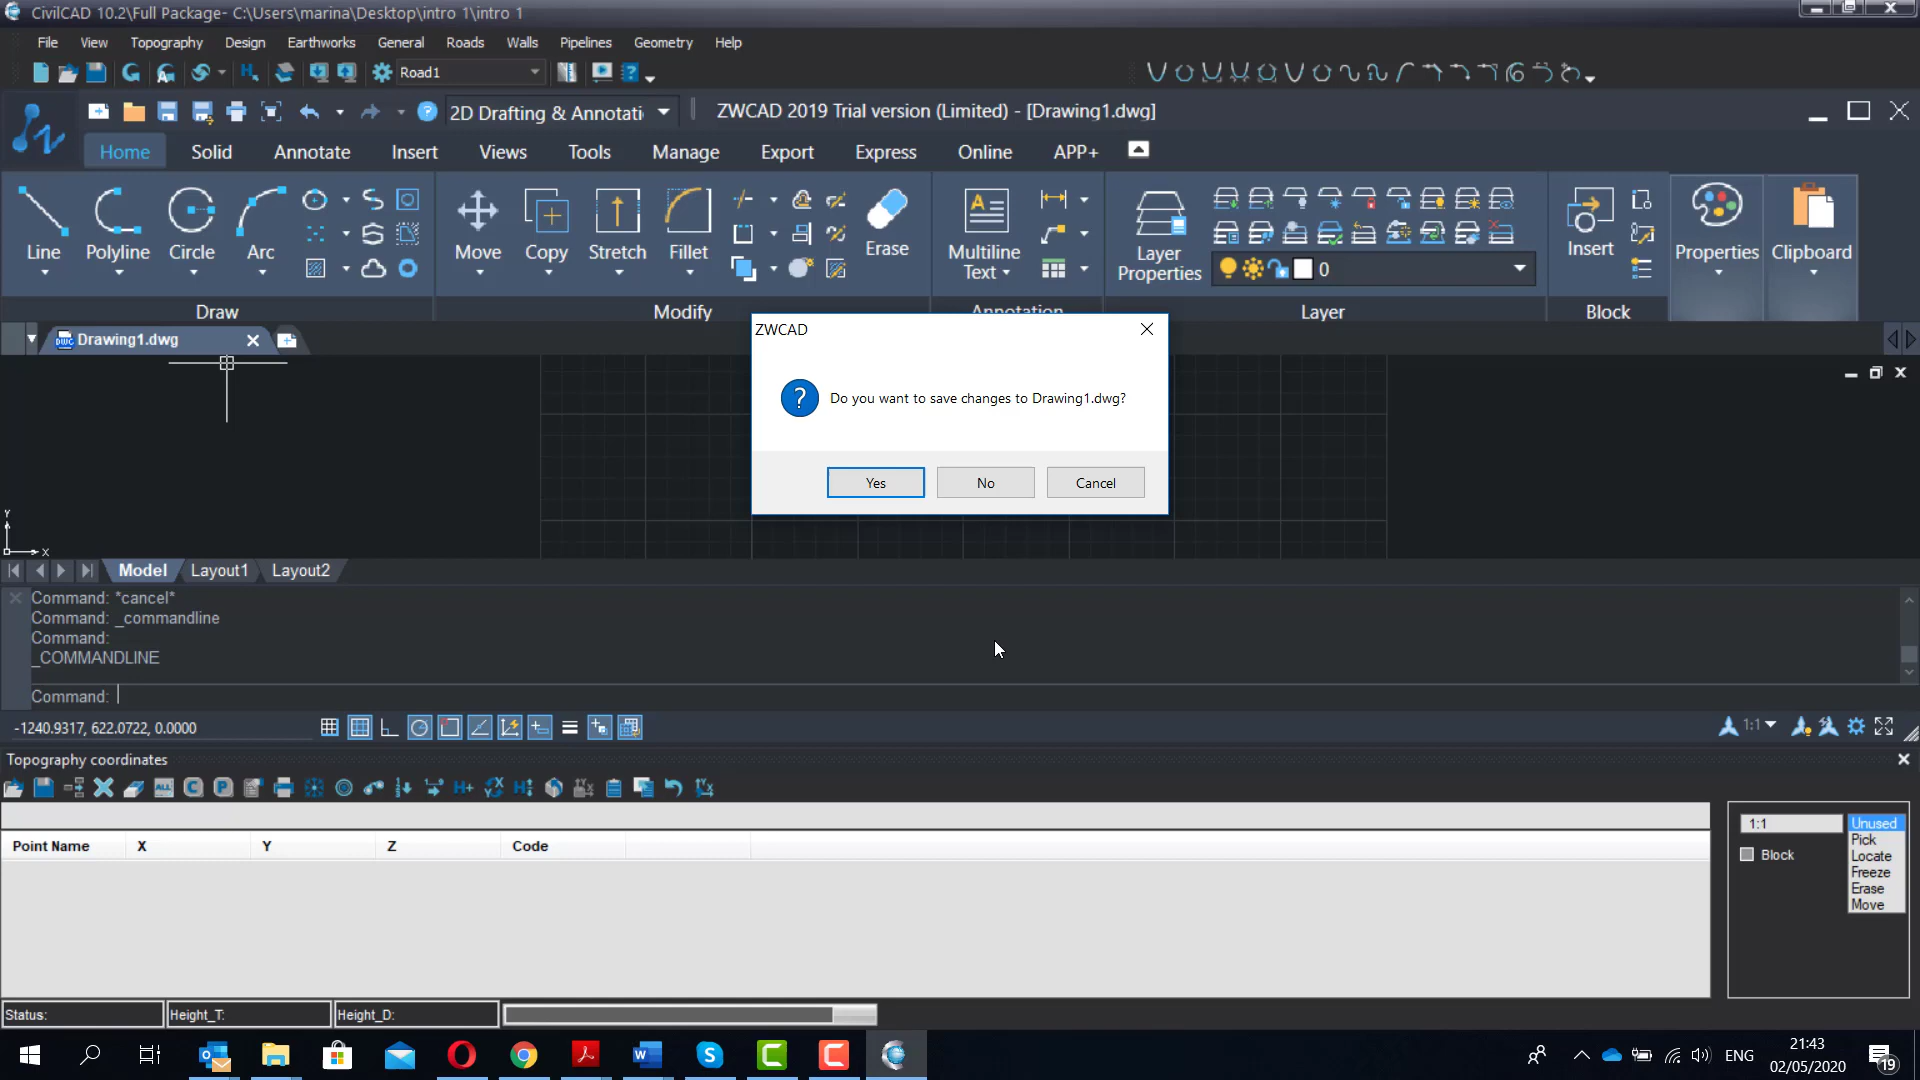 CivilCAD 10.2\Full Package- C:\Users\marina\Desktop\intro 1\intro 1
File View Topography Design Earthworks General Roads Walls Pipelines Geometry Help
Road1
2D Drafting & Annotati
ZWCAD 2019 Trial version (Limited) - [Drawing1.dwg]
Home Solid Annotate Insert Views Tools Manage Export Express Online APP+
Line Polyline Circle Arc
Move Copy Stretch Fillet Erase
Multiline
Text
Layer
Properties
0
Insert
Properties
Clipboard
Draw Modify Annotation Layer Block
Drawing1.dwg
ZWCAD
Do you want to save changes to Drawing1.dwg?
Yes No Cancel
Y
X
Model Layout1 Layout2
Command: *cancel*
Command: _commandline
Command:
_COMMANDLINE
Command:
-1240.9317, 622.0722, 0.0000
1:1
Topography coordinates
ALL C P
Point Name X Y Z Code
1:1
Block
Unused
Pick
Locate
Freeze
Erase
Move
Status: Height_T: Height_D:
ENG
21:43
02/05/2020
19